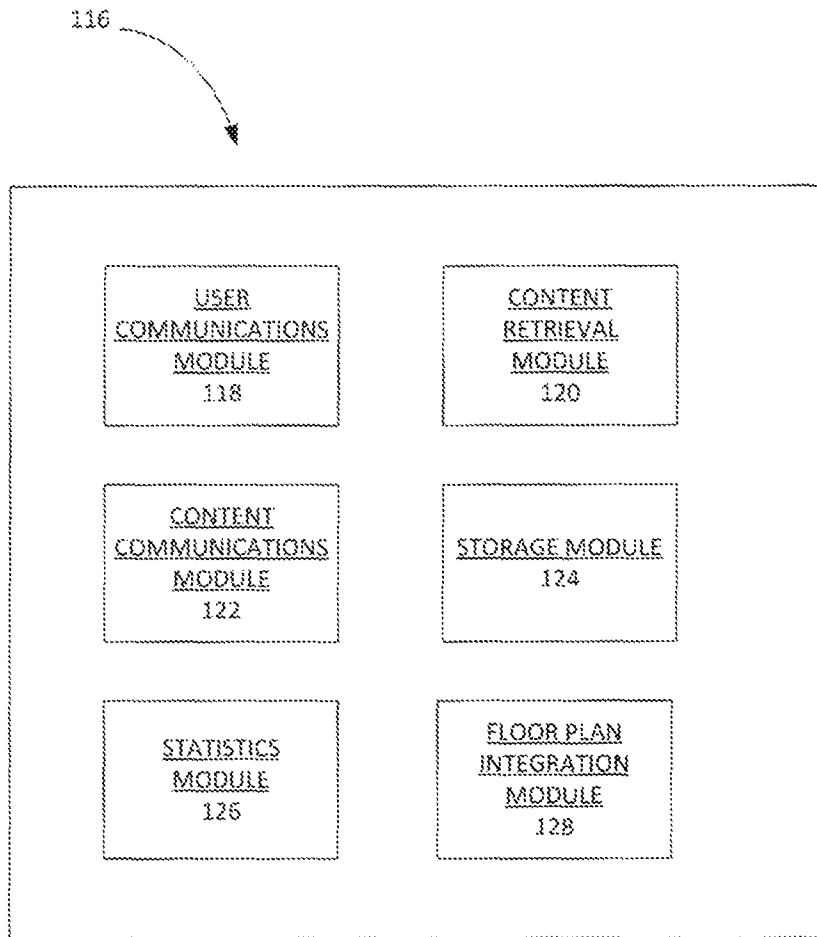 116
USER
COMMUNICATIONS
MODULE
118
CONTENT
RETRIEVAL
MODULE
120
CONTENT
COMMUNICATIONS
MODULE
122
STORAGE MODULE
124
STATISTICS
MODULE
126
FLOOR PLAN
INTEGRATION
MODULE
128